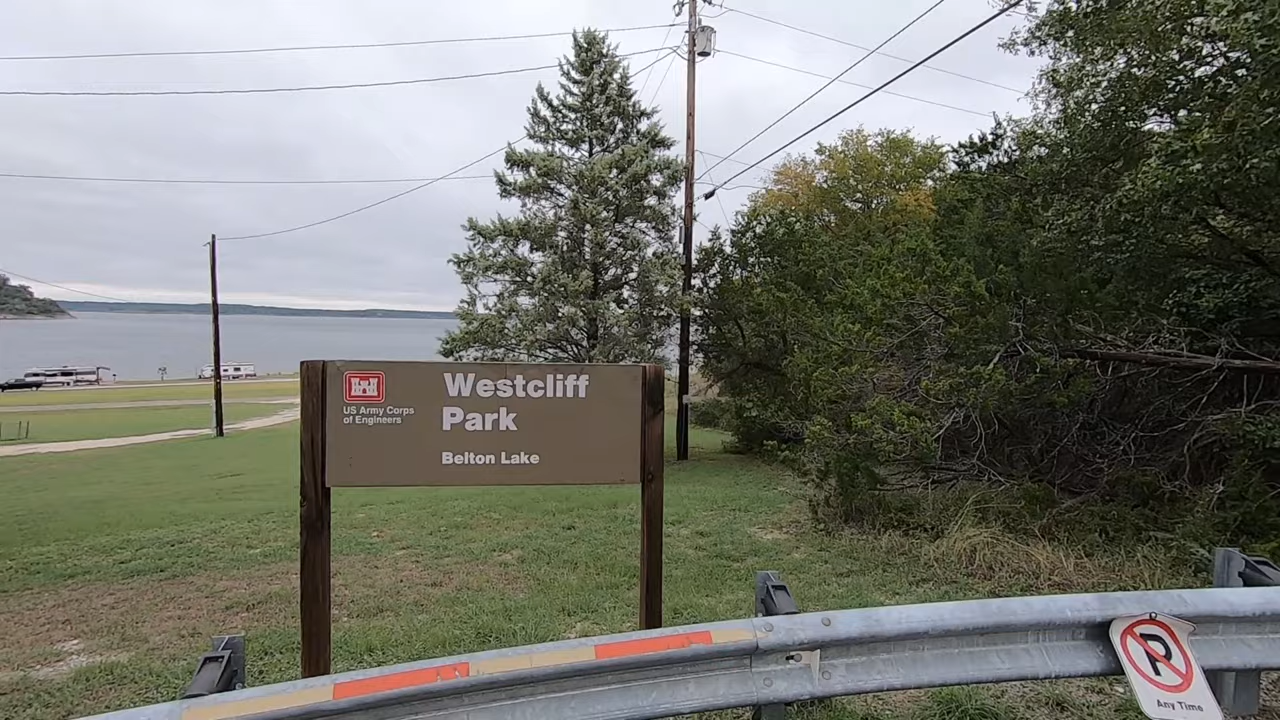 Westcliff
Park
US Army Corps
of Engineers
Belton Lake
P
Any Time